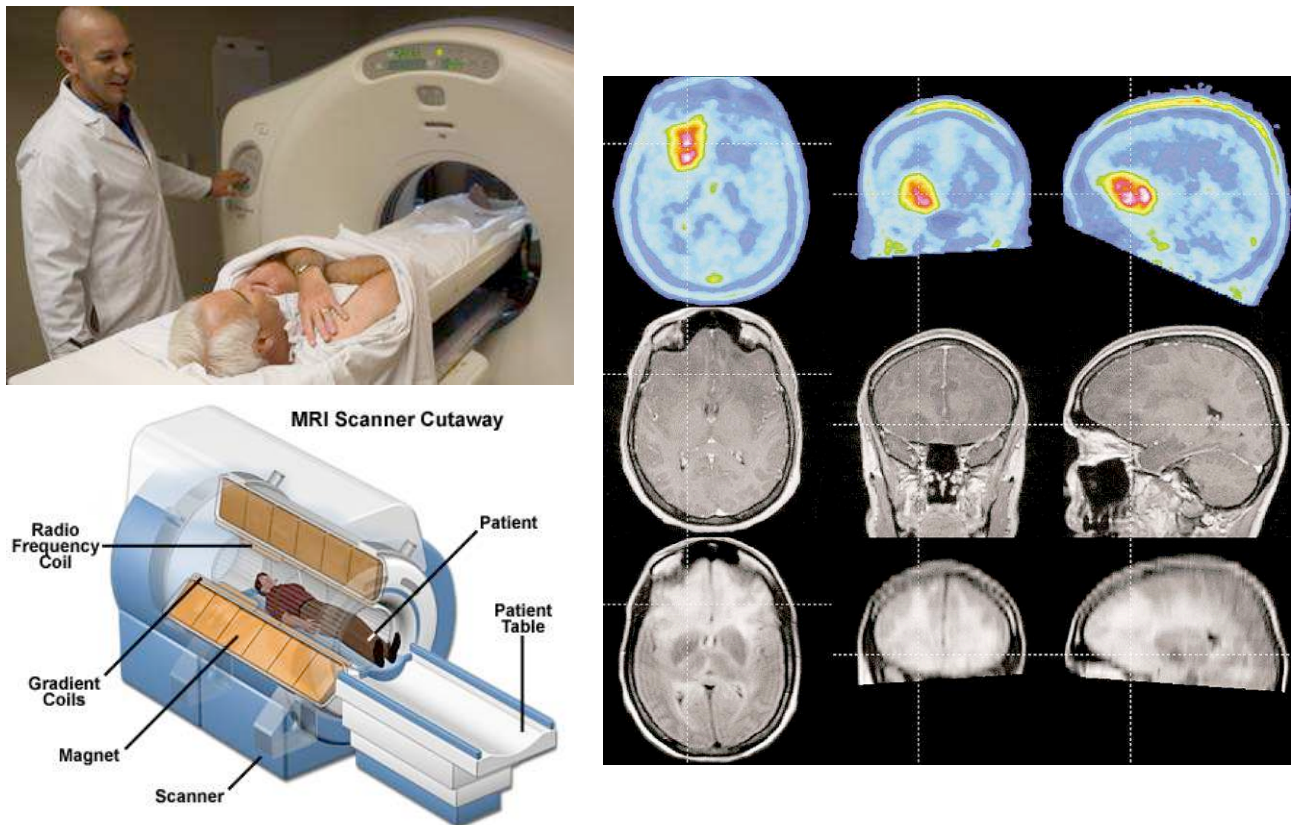 MRI Scanner Cutaway
Radio
Frequency
Coil
Patient
Patient
Table
Gradient
Coils
Magnet
Scanner